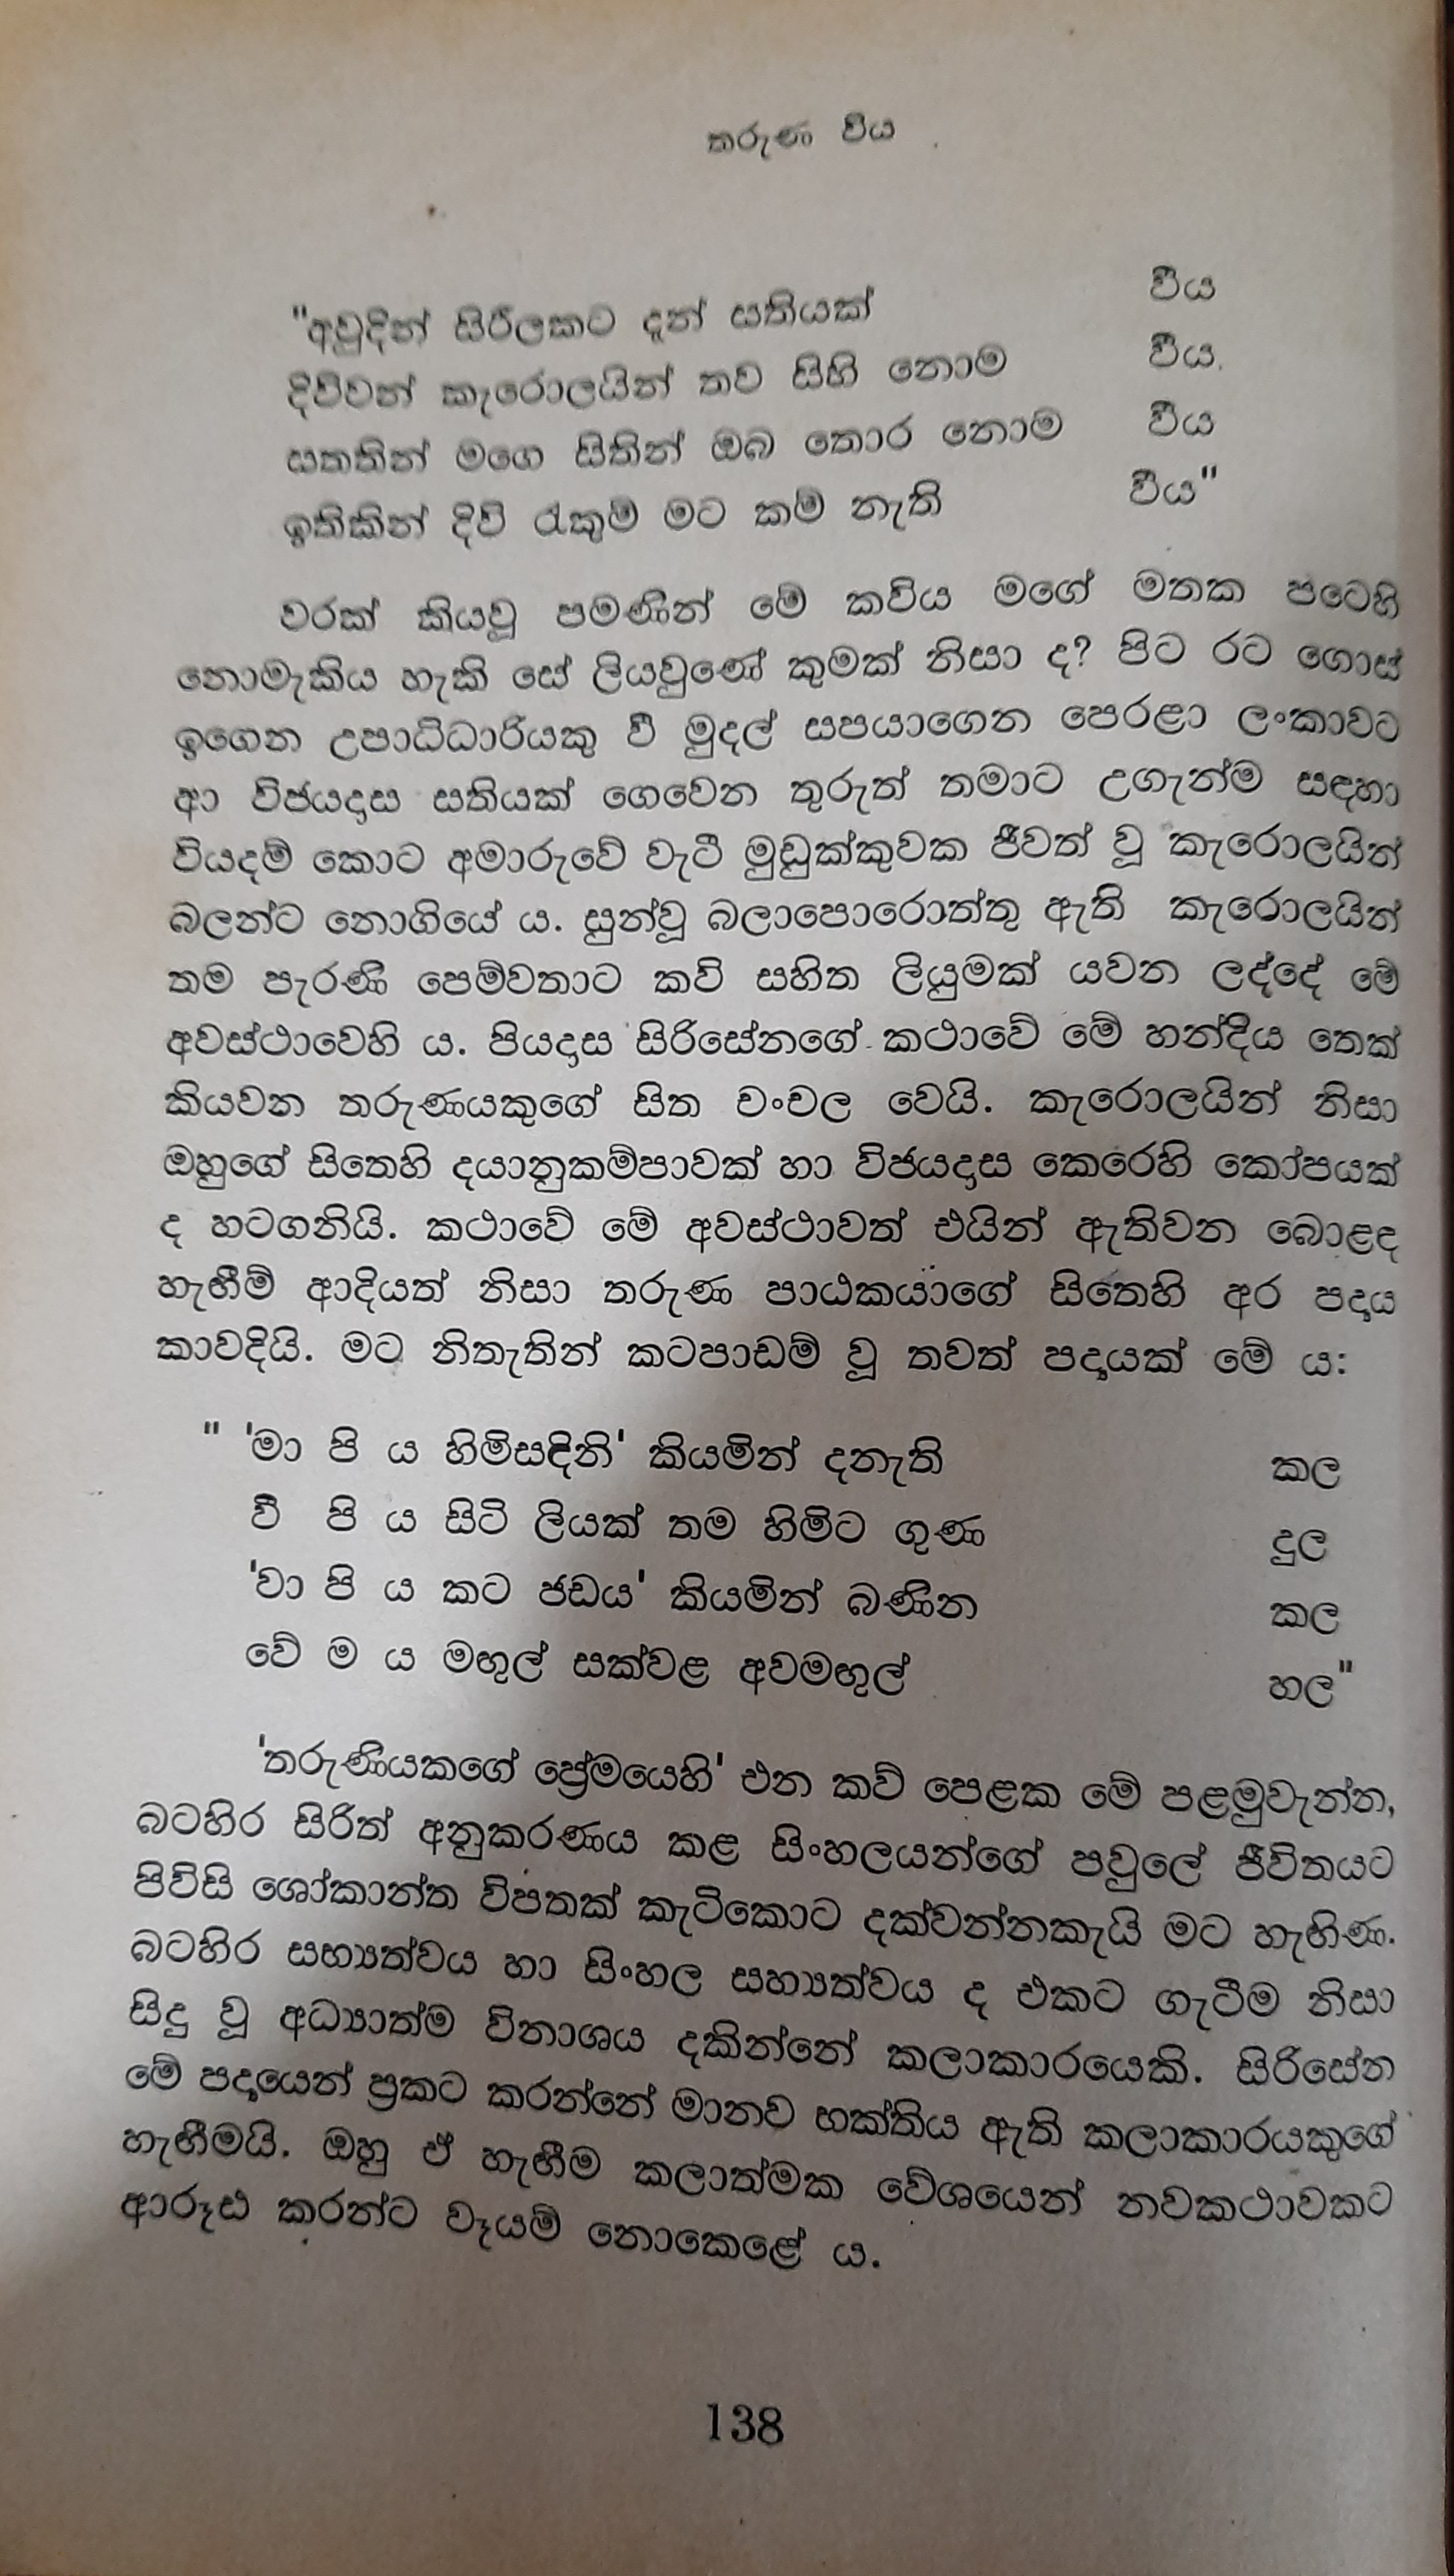 තරුණ විය
"අවුදින් සිරිලකට දැන් සතියක් වීය
දිවිවන් කැරොලයින් තව සිහි නොම වීය
සතතින් මගෙ සිතින් ඔබ තොර නොම වීය
ඉතිකින් දිවි රැකුම් මට කම් නැති වීය"
වරක් කියවූ පමණින් මේ කවිය මගේ මතක පටෙහි
නොමැකිය හැකි සේ ලියවුණේ කුමක් නිසා ද? පිට රට ගොස්
ඉගෙන උපාධිධාරියකු වී මුදල් සපයාගෙන පෙරළා ලංකාවට
ආ විජයදාස සතියක් ගෙවෙන තුරුත් තමාට උගැන්ම සඳහා
වියදම් කොට අමාරුවේ වැටී මුඩුක්කුවක ජීවත් වූ කැරොලයින්
බලන්ට නොගියේ ය. සුන්වූ බලාපොරොත්තු ඇති කැරොලයින්
තම පැරණි පෙම්වතාට කවි සහිත ලියුමක් යවන ලද්දේ මේ
අවස්ථාවෙහි ය. පියදාස සිරිසේනගේ කථාවේ මේ හන්දිය තෙක්
කියවන තරුණයකුගේ සිත චංචල වෙයි. කැරොලයින් නිසා
ඔහුගේ සිතෙහි දයානුකම්පාවක් හා විජයදාස කෙරෙහි කෝපයක්
ද හටගනියි. කථාවේ මේ අවස්ථාවත් එයින් ඇතිවන බොළඳ
හැඟීම් ආදියත් නිසා තරුණ පාඨකයාගේ සිතෙහි අර පද්‍යය
කාවදියි. මට නිතැතින් කටපාඩම් වූ තවත් පද්‍යයක් මේ ය:
" 'මා පි ය හිමිසඳිනි' කියමින් දනැති කල
වී පි ය සිටි ලියක් තම හිමිට ගුණ දුල
'වා පි ය කට ජඩය' කියමින් බණින කල
වේ ම ය මඟුල් සක්වළ අවමඟුල් හල"
'තරුණියකගේ ප්‍රේමයෙහි' එන කව් පෙළක මේ පළමුවැන්න,
බටහිර සිරිත් අනුකරණය කළ සිංහලයන්ගේ පවුලේ ජීවිතයට
පිවිසි ශෝකාන්ත විපතක් කැටිකොට දක්වන්නකැයි මට හැඟිණ.
බටහිර සභ්‍යත්වය හා සිංහල සභ්‍යත්වය ද එකට ගැටීම නිසා
සිදු වූ අධ්‍යාත්ම විනාශය දකින්නේ කලාකාරයෙකි. සිරිසේන
මේ පද්‍යයෙන් ප්‍රකට කරන්නේ මානව භක්තිය ඇති කලාකාරයකුගේ
හැඟීමයි. ඔහු ඒ හැඟීම කලාත්මක වේශයෙන් නවකථාවකට
ආරූඪ කරන්ට වෑයම් නොකෙළේ ය.
138